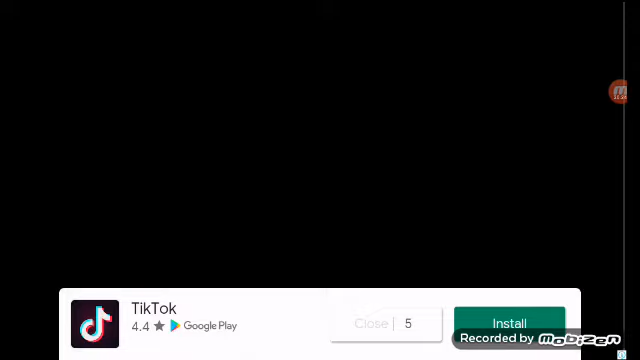 TikTok
4.4 ★ Google Play
Close | 5
Install
Recorded by MOBIZEN